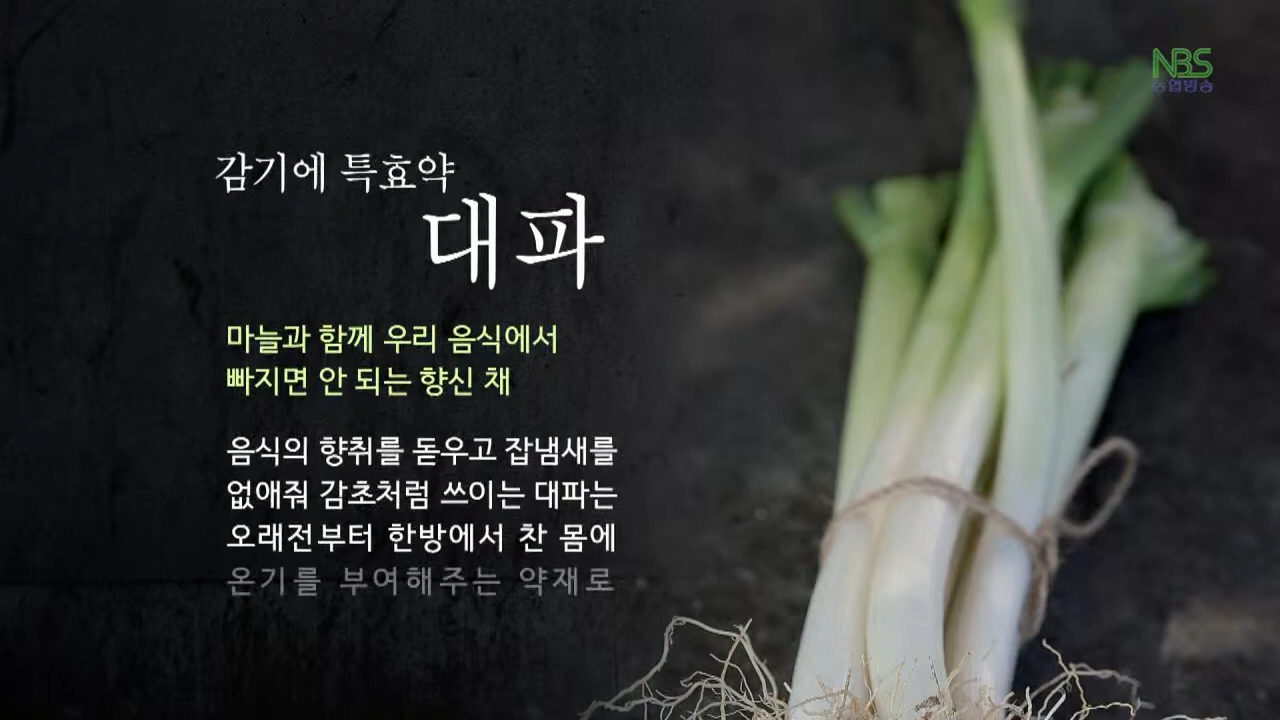 NBS
농협방송
감기에 특효약
대파
마늘과 함께 우리 음식에서
빠지면 안 되는 향신 채
음식의 향취를 돋우고 잡냄새를
없애줘 감초처럼 쓰이는 대파는
오래전부터 한방에서 찬 몸에
온기를 부여해주는 약재로